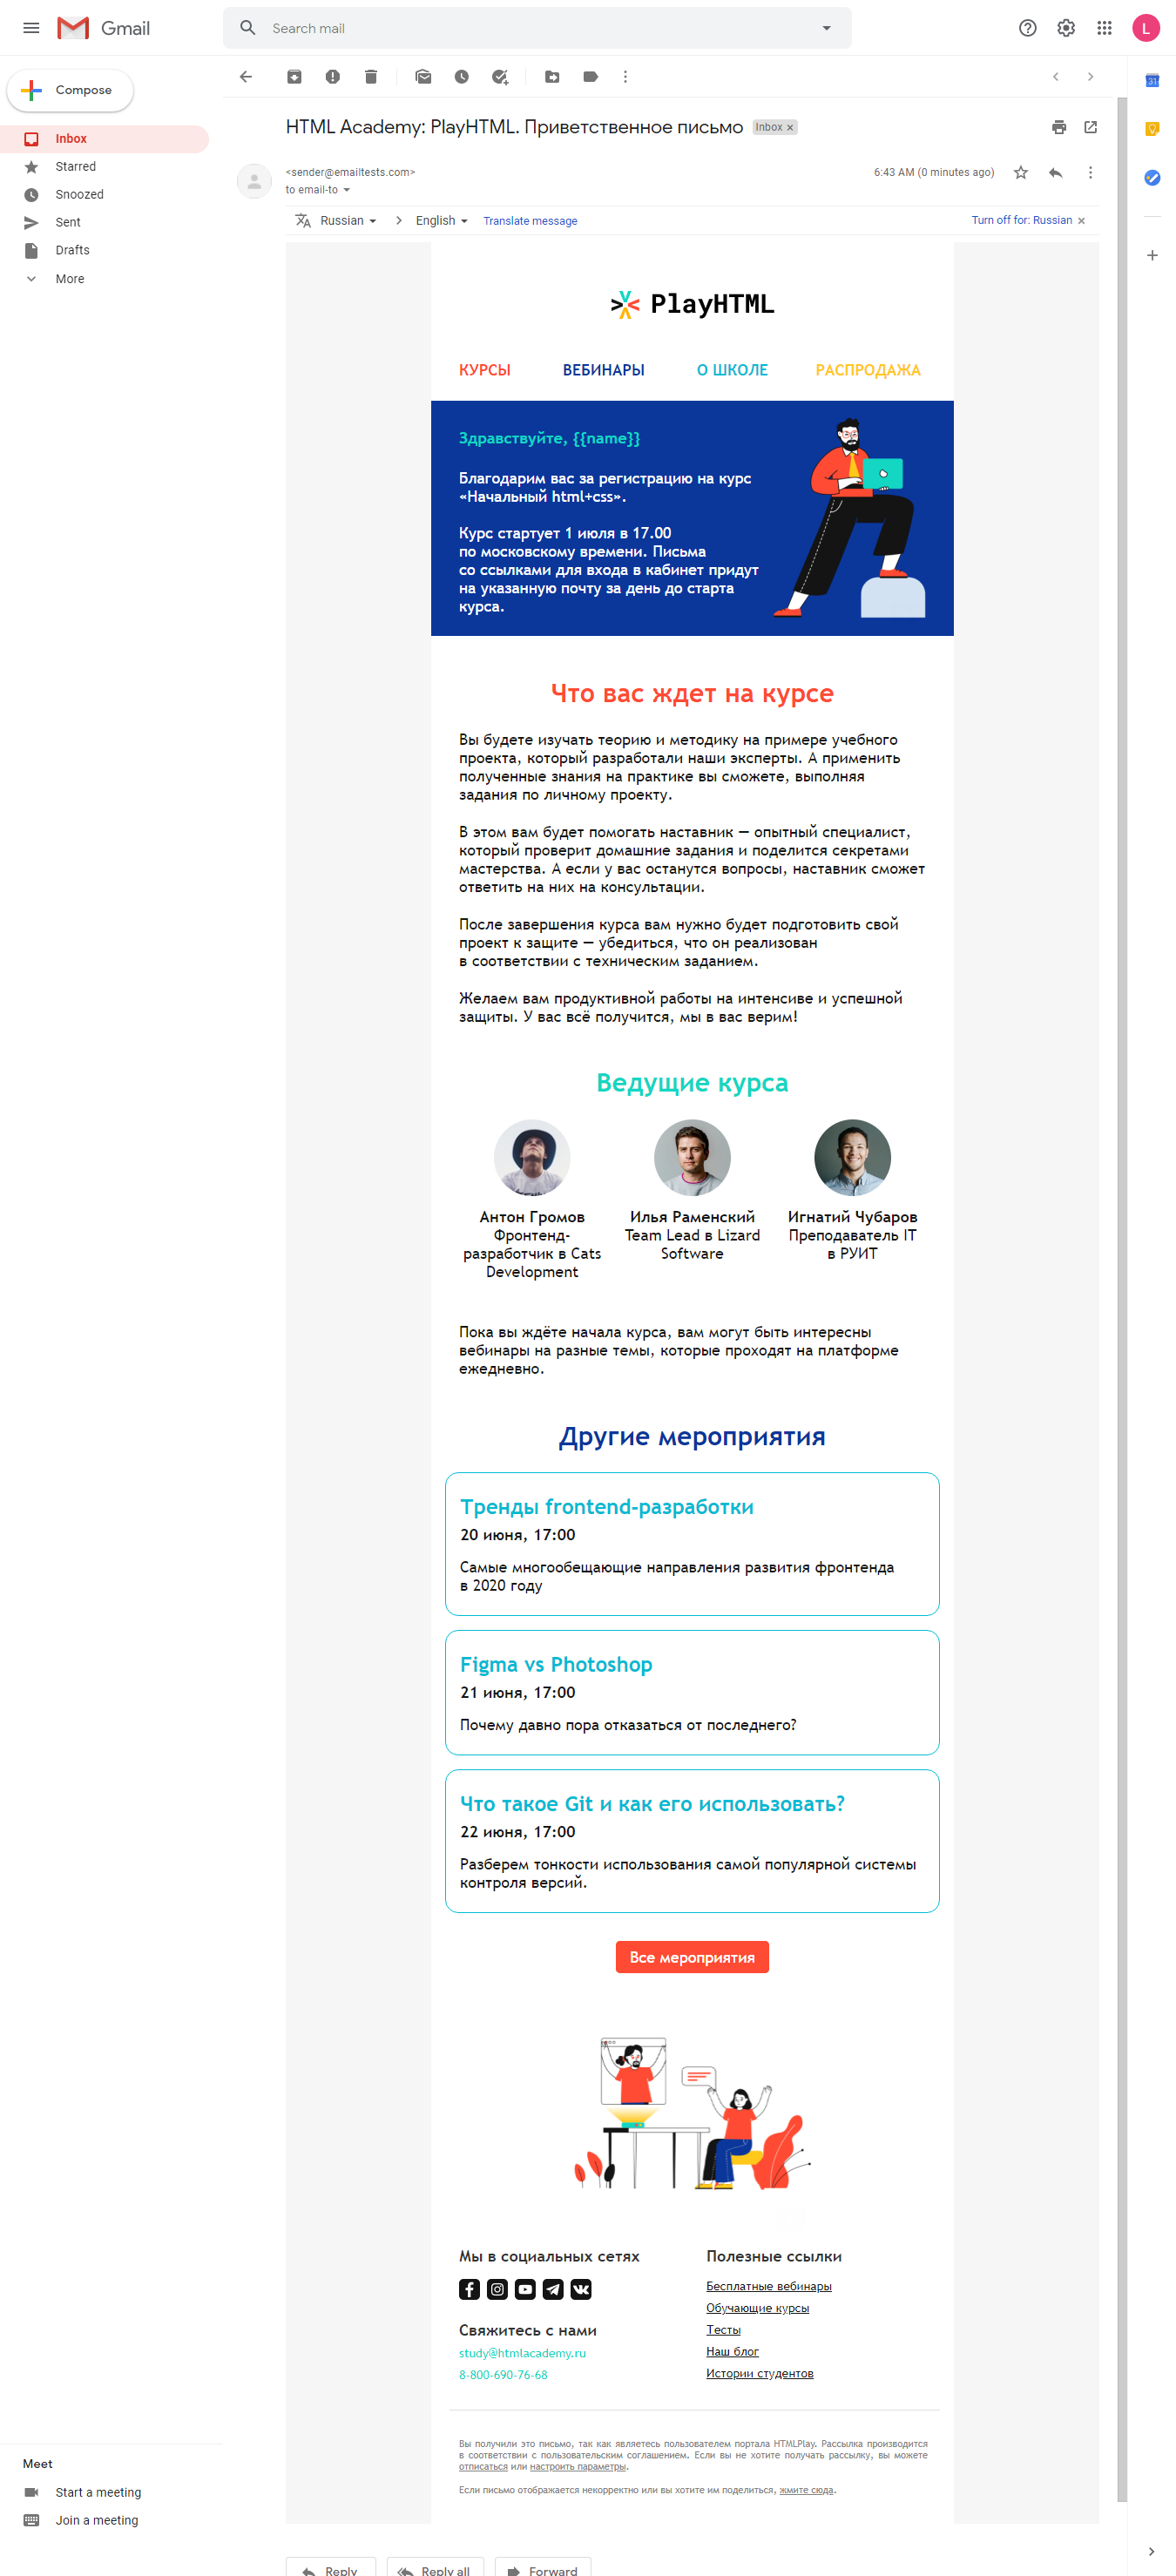 Gmail
Search mail
L
Compose
Inbox
Starred
Snoozed
Sent
Drafts
More
HTML Academy: PlayHTML. Приветственное письмо Inbox ×
<sender@emailtests.com>
6:43 AM (0 minutes ago)
to email-to
Russian > English Translate message
Turn off for: Russian ×
PlayHTML
КУРСЫ ВЕБИНАРЫ О ШКОЛЕ РАСПРОДАЖА
Здравствуйте, {{name}}
Благодарим вас за регистрацию на курс
«Начальный html+css».
Курс стартует 1 июля в 17.00
по московскому времени. Письма
со ссылками для входа в кабинет придут
на указанную почту за день до старта
курса.
Что вас ждет на курсе
Вы будете изучать теорию и методику на примере учебного
проекта, который разработали наши эксперты. А применить
полученные знания на практике вы сможете, выполняя
задания по личному проекту.
В этом вам будет помогать наставник — опытный специалист,
который проверит домашние задания и поделится секретами
мастерства. А если у вас останутся вопросы, наставник сможет
ответить на них на консультации.
После завершения курса вам нужно будет подготовить свой
проект к защите — убедиться, что он реализован
в соответствии с техническим заданием.
Желаем вам продуктивной работы на интенсиве и успешной
защиты. У вас всё получится, мы в вас верим!
Ведущие курса
Антон Громов
Фронтенд-
разработчик в Cats
Development
Илья Раменский
Team Lead в Lizard
Software
Игнатий Чубаров
Преподаватель IT
в РУИТ
Пока вы ждёте начала курса, вам могут быть интересны
вебинары на разные темы, которые проходят на платформе
ежедневно.
Другие мероприятия
Тренды frontend-разработки
20 июня, 17:00
Самые многообещающие направления развития фронтенда
в 2020 году
Figma vs Photoshop
21 июня, 17:00
Почему давно пора отказаться от последнего?
Что такое Git и как его использовать?
22 июня, 17:00
Разберем тонкости использования самой популярной системы
контроля версий.
Все мероприятия
Мы в социальных сетях
Свяжитесь с нами
study@htmlacademy.ru
8-800-690-76-68
Полезные ссылки
Бесплатные вебинары
Обучающие курсы
Тесты
Наш блог
Истории студентов
Вы получили это письмо, так как являетесь пользователем портала HTMLPlay. Рассылка производится
в соответствии с пользовательским соглашением. Если вы не хотите получать рассылку, вы можете
отписаться или настроить параметры.
Если письмо отображается некорректно или вы хотите им поделиться, жмите сюда.
Meet
Start a meeting
Join a meeting
Reply
Reply all
Forward